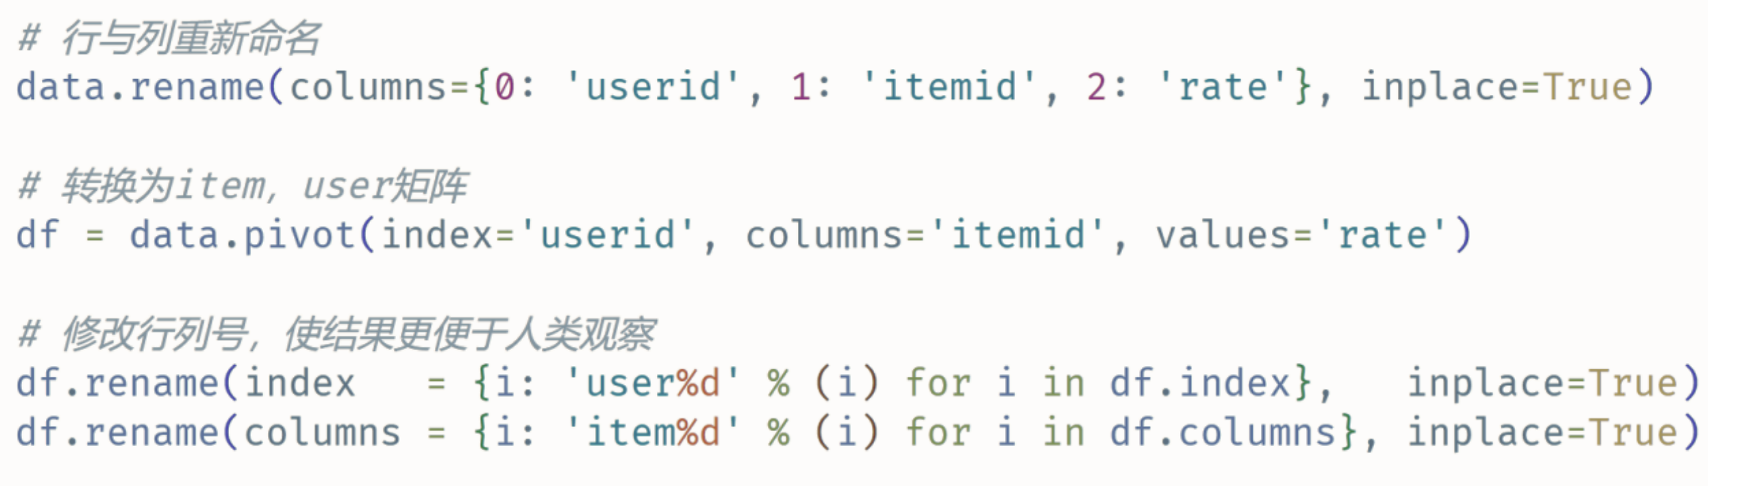 # 行与列重新命名
data.rename(columns={0: 'userid', 1: 'itemid', 2: 'rate'}, inplace=True)
# 转换为item, user矩阵
df = data.pivot(index='userid', columns='itemid', values='rate')
# 修改行列号，使结果更便于人类观察
df.rename(index   = {i: 'user%d' % (i) for i in df.index},   inplace=True)
df.rename(columns = {i: 'item%d' % (i) for i in df.columns}, inplace=True)